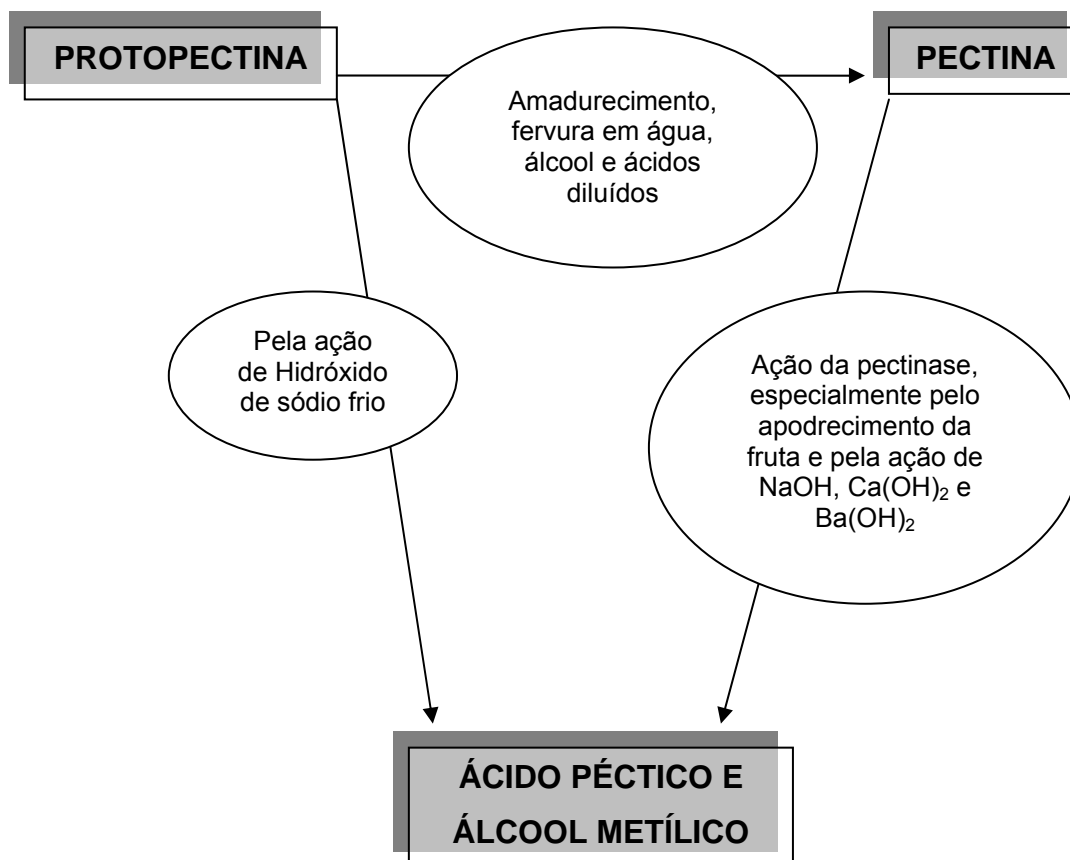 PROTOPECTINA
PECTINA
Amadurecimento,
fervura em água,
álcool e ácidos
diluídos
Pela ação
de Hidróxido
de sódio frio
Ação da pectinase,
especialmente pelo
apodrecimento da
fruta e pela ação de
NaOH, Ca(OH)₂ e
Ba(OH)₂
ÁCIDO PÉCTICO E
ÁLCOOL METÍLICO